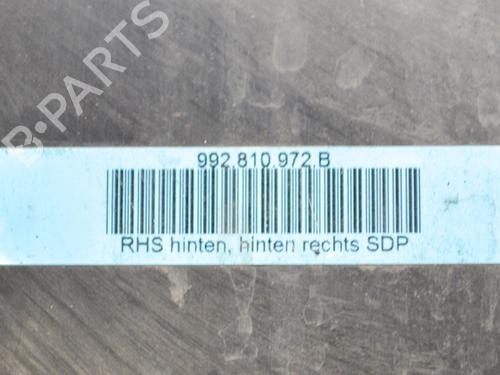 B-PARTS
992.810.972.B
RHS hinten, hinten rechts SDP